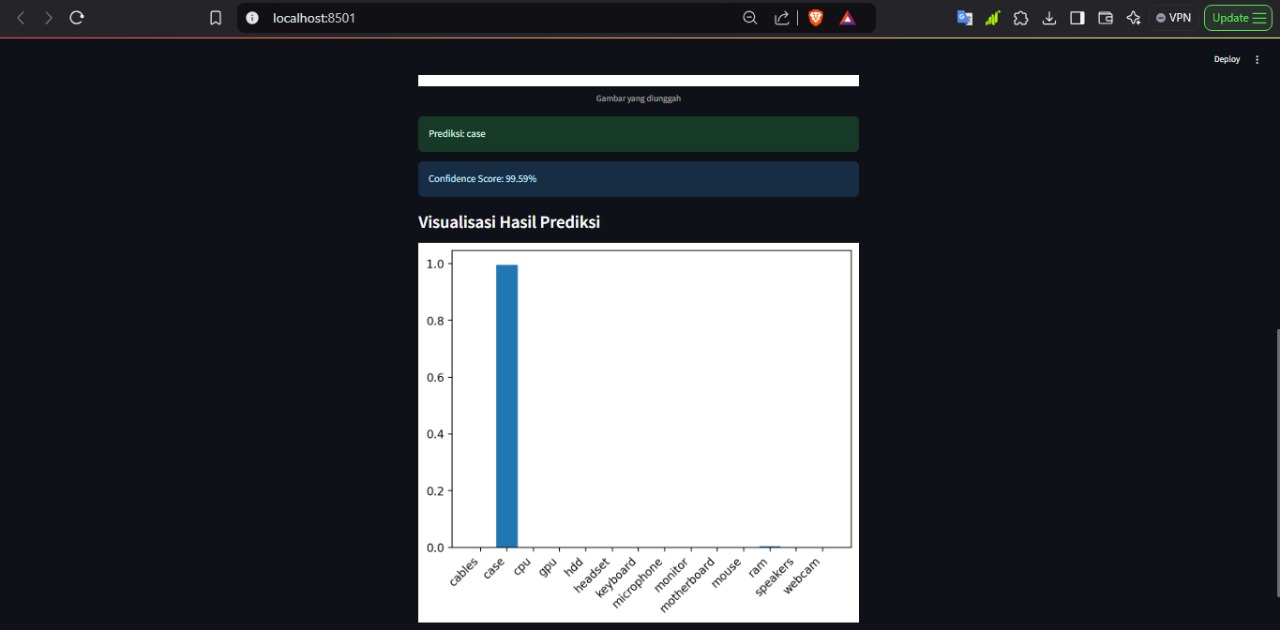 localhost:8501
VPN
Update
Deploy
Gambar yang diunggah
Prediksi: case
Confidence Score: 99.59%
Visualisasi Hasil Prediksi
1.0
0.8
0.6
0.4
0.2
0.0
cables
case
cpu
gpu
hdd
headset
keyboard
microphone
monitor
motherboard
mouse
ram
speakers
webcam